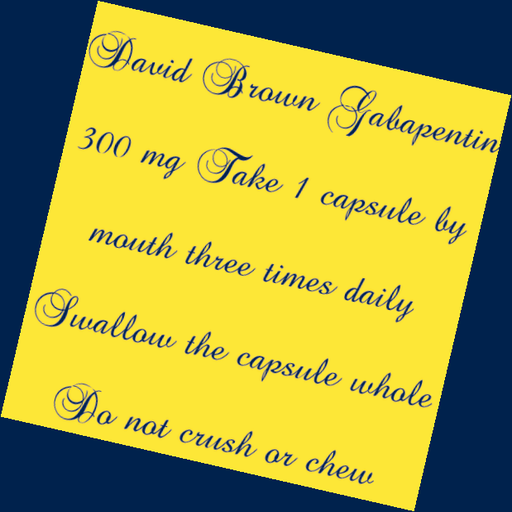 David Brown Gabapentin
300 mg Take 1 capsule by
mouth three times daily
Swallow the capsule whole
Do not crush or chew